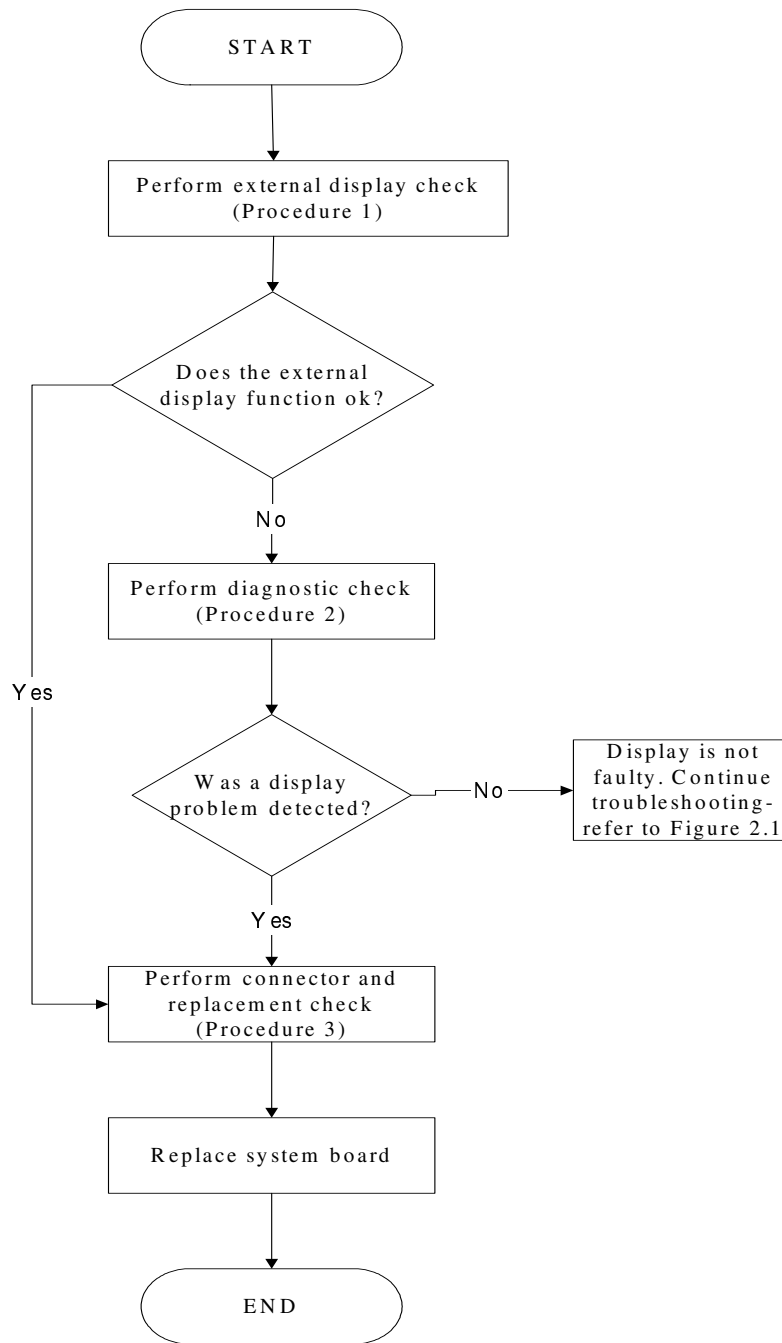 START
Perform external display check
(Procedure 1)
Does the external
display function ok?
No
Perform diagnostic check
(Procedure 2)
Yes
Was a display
problem detected?
No
Display is not
faulty. Continue
troubleshooting-
refer to Figure 2.1
Yes
Perform connector and
replacement check
(Procedure 3)
Replace system board
END